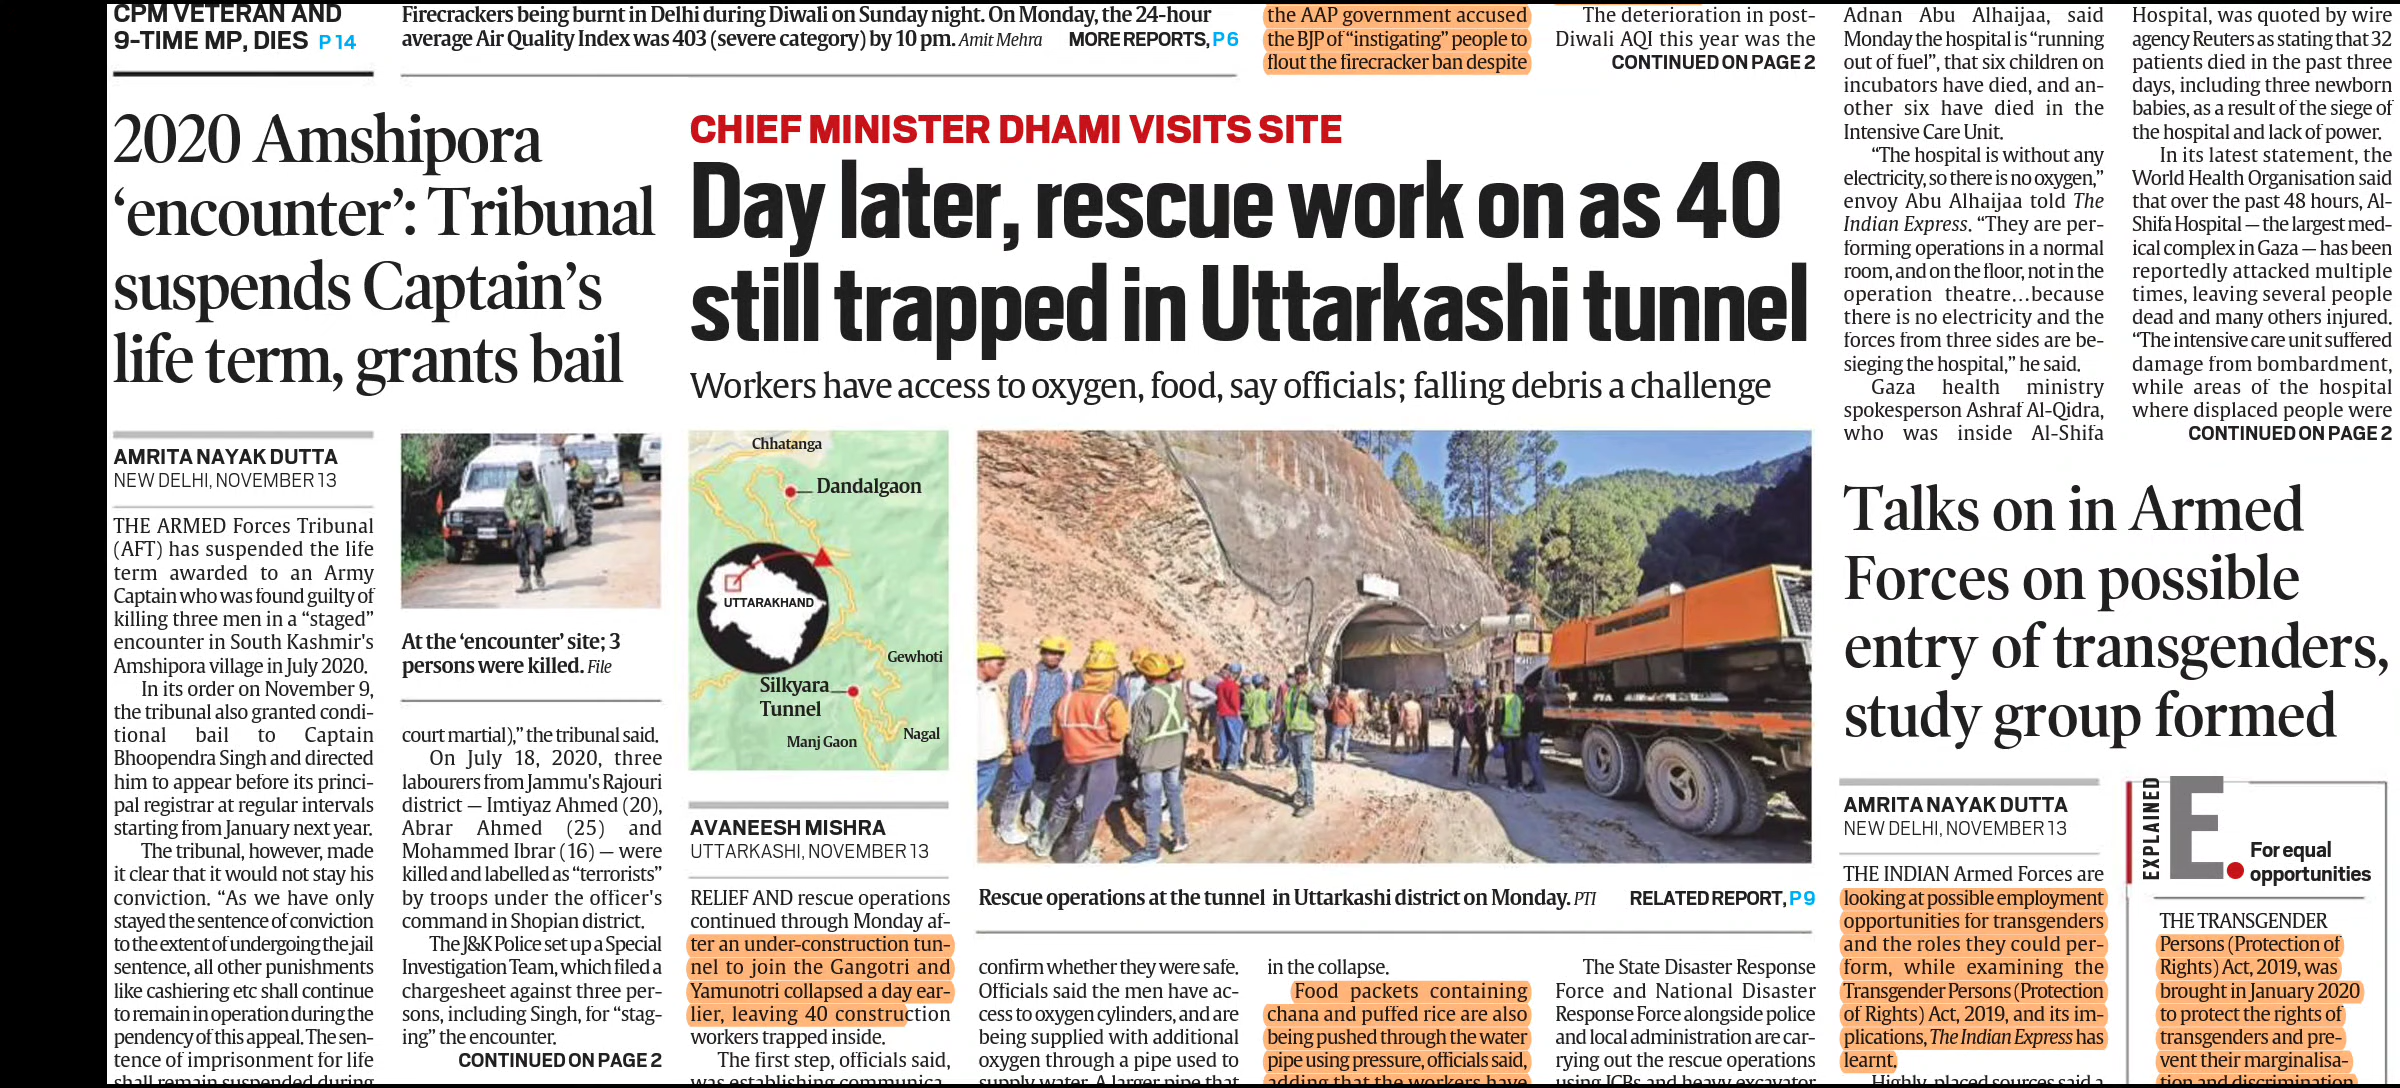 CPM VETERAN AND
9-TIME MP, DIES P 14
Firecrackers being burnt in Delhi during Diwali on Sunday night. On Monday, the 24-hour
average Air Quality Index was 403 (severe category) by 10 pm. Amit Mehra MORE REPORTS, P 6
the AAP government accused
the BJP of “instigating” people to
flout the firecracker ban despite
The deterioration in post-
Diwali AQI this year was the
CONTINUED ON PAGE 2
Adnan Abu Alhaijaa, said
Monday the hospital is “running
out of fuel”, that six children on
incubators have died, and an-
other six have died in the
Intensive Care Unit.
“The hospital is without any
electricity, so there is no oxygen,”
envoy Abu Alhaijaa told The
Indian Express. “They are per-
forming operations in a normal
room, and on the floor, not in the
operation theatre...because
there is no electricity and the
forces from three sides are be-
sieging the hospital,” he said.
Gaza health ministry
spokesperson Ashraf Al-Qidra,
who was inside Al-Shifa
Hospital, was quoted by wire
agency Reuters as stating that 32
patients died in the past three
days, including three newborn
babies, as a result of the siege of
the hospital and lack of power.
In its latest statement, the
World Health Organisation said
that over the past 48 hours, Al-
Shifa Hospital — the largest med-
ical complex in Gaza — has been
reportedly attacked multiple
times, leaving several people
dead and many others injured.
“The intensive care unit suffered
damage from bombardment,
while areas of the hospital
where displaced people were
CONTINUED ON PAGE 2
2020 Amshipora
‘encounter’: Tribunal
suspends Captain’s
life term, grants bail
AMRITA NAYAK DUTTA
NEW DELHI, NOVEMBER 13
THE ARMED Forces Tribunal
(AFT) has suspended the life
term awarded to an Army
Captain who was found guilty of
killing three men in a “staged”
encounter in South Kashmir's
Amshipora village in July 2020.
In its order on November 9,
the tribunal also granted condi-
tional bail to Captain
Bhoopendra Singh and directed
him to appear before its princi-
pal registrar at regular intervals
starting from January next year.
The tribunal, however, made
it clear that it would not stay his
conviction. “As we have only
stayed the sentence of conviction
to the extent of undergoing the jail
sentence, all other punishments
like cashiering etc shall continue
to remain in operation during the
pendency of this appeal. The sen-
tence of imprisonment for life
shall remain suspended during
At the ‘encounter’ site; 3
persons were killed. File
court martial),” the tribunal said.
On July 18, 2020, three
labourers from Jammu's Rajouri
district — Imtiyaz Ahmed (20),
Abrar Ahmed (25) and
Mohammed Ibrar (16) — were
killed and labelled as “terrorists”
by troops under the officer's
command in Shopian district.
The J&K Police set up a Special
Investigation Team, which filed a
chargesheet against three per-
sons, including Singh, for “stag-
ing” the encounter.
CONTINUED ON PAGE 2
CHIEF MINISTER DHAMI VISITS SITE
Day later, rescue work on as 40
still trapped in Uttarkashi tunnel
Workers have access to oxygen, food, say officials; falling debris a challenge
Chhatanga
Dandalgaon
UTTARAKHAND
Gewhoti
Silkyara
Tunnel
Nagal
Manj Gaon
AVANEESH MISHRA
UTTARKASHI, NOVEMBER 13
RELIEF AND rescue operations
continued through Monday af-
ter an under-construction tun-
nel to join the Gangotri and
Yamunotri collapsed a day ear-
lier, leaving 40 construction
workers trapped inside.
The first step, officials said,
was establishing communica-
Rescue operations at the tunnel in Uttarkashi district on Monday. PTI RELATED REPORT, P 9
confirm whether they were safe.
Officials said the men have ac-
cess to oxygen cylinders, and are
being supplied with additional
oxygen through a pipe used to
supply water. A larger pipe that
in the collapse.
Food packets containing
chana and puffed rice are also
being pushed through the water
pipe using pressure, officials said,
adding that the workers have
The State Disaster Response
Force and National Disaster
Response Force alongside police
and local administration are car-
rying out the rescue operations
using JCBs and heavy excavator
Talks on in Armed
Forces on possible
entry of transgenders,
study group formed
AMRITA NAYAK DUTTA
NEW DELHI, NOVEMBER 13
THE INDIAN Armed Forces are
looking at possible employment
opportunities for transgenders
and the roles they could per-
form, while examining the
Transgender Persons (Protection
of Rights) Act, 2019, and its im-
plications, The Indian Express has
learnt.
Highly-placed sources said a
EXPLAINED
E.
For equal
opportunities
THE TRANSGENDER
Persons (Protection of
Rights) Act, 2019, was
brought in January 2020
to protect the rights of
transgenders and pre-
vent their marginalisa-
tion and discrimination